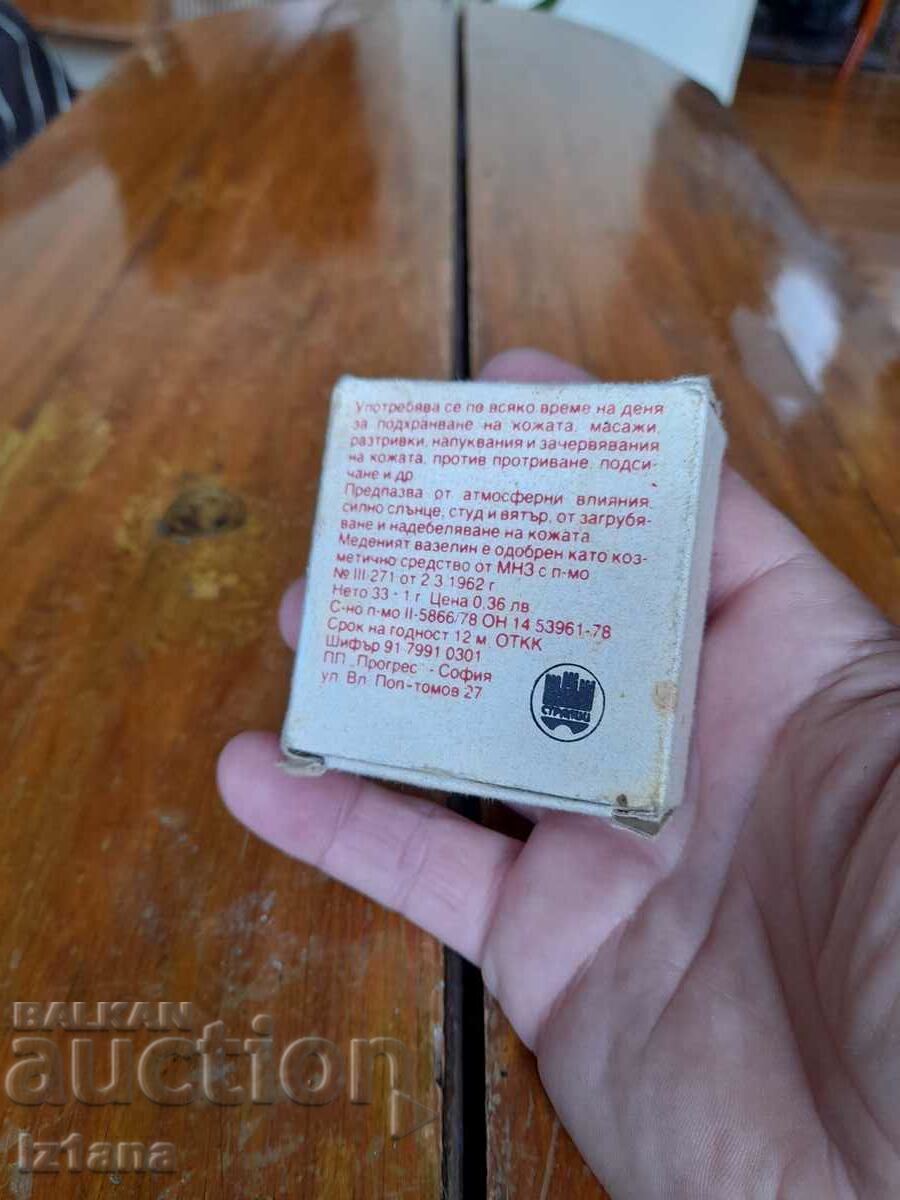 Употребява се по всяко време на деня
за подхранване на кожата, масажи,
разтривки, напуквания и зачервявания
на кожата, против протриване, подси-
чане и др
Предпазва от атмосферни влияния,
силно слънце, студ и вятър, от загрубя-
ване и надебеляване на кожата.
Меденият вазелин е одобрен като коз-
метично средство от МНЗ с п-мо
№ III-271 от 2.3.1962 г
Нето 33 - 1 г. Цена 0,36 лв
С-но п-мо II-5866/78 ОН 14 53961-78
Срок на годност 12 м. ОТКК
Шифър 91 7991 0301
ПП „Прогрес" - София
ул Вл. Поп-томов 27
BALKAN
auction
Iz1ana